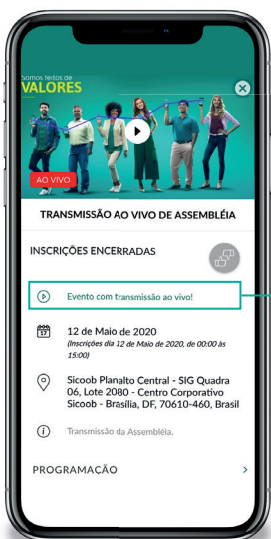 Somos feitos de
VALORES
AO VIVO
TRANSMISSÃO AO VIVO DE ASSEMBLÉIA
INSCRIÇÕES ENCERRADAS
Evento com transmissão ao vivo!
17
12 de Maio de 2020
(Inscrições dia 12 de Maio de 2020, de 00:00 às
15:00)
Sicoob Planalto Central - SIG Quadra
06, Lote 2080 - Centro Corporativo
Sicoob - Brasília, DF, 70610-460, Brasil
Transmissão da Assembléia.
PROGRAMAÇÃO